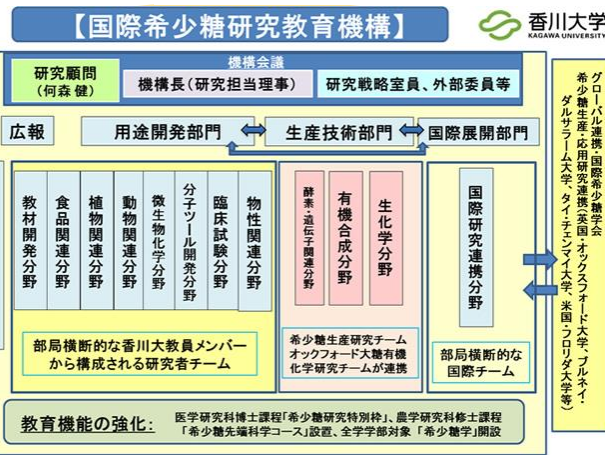 【国際希少糖研究教育機構】
香川大学
KAGAWA UNIVERSITY
機構会議
研究顧問
(何森 健)
機構長(研究担当理事)
研究戦略室員、外部委員等
広報
用途開発部門
生産技術部門
国際展開部門
教材開発分野
食品関連分野
植物関連分野
動物関連分野
微生物化学分野
分子ツール開発分野
臨床試験分野
物性関連分野
酵素・遺伝子関連分野
有機合成分野
生化学分野
国際研究連携分野
部局横断的な香川大教員メンバー
から構成される研究者チーム
希少糖生産研究チーム
オックフォード大糖有機
化学研究チームが連携
部局横断的な
国際チーム
グローバル連携・国際希少糖学会
希少糖生産・応用研究連携(英国・オックスフォード大学、ブルネイ・
ダルサラーム大学、タイ・チェンマイ大学、米国・フロリダ大学等)
教育機能の強化:
医学研究科博士課程「希少糖研究特別枠」、農学研究科修士課程
「希少糖先端科学コース」設置、全学学部対象 「希少糖学」開設